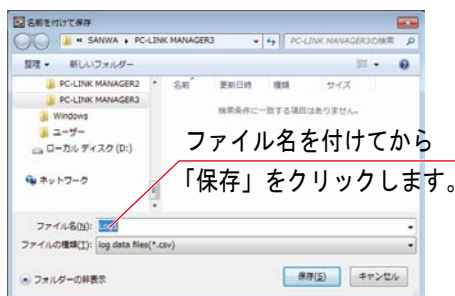 名前を付けて保存
« SANWA ▸ PC-LINK MANAGER3
PC-LINK MANAGER3の検索
整理 ▾ 新しいフォルダー
PC-LINK MANAGER2
PC-LINK MANAGER3
Windows
ユーザー
ローカル ディスク (D:)
ネットワーク
名前 更新日時 種類 サイズ
検索条件に一致する項目はありません。
ファイル名を付けてから
「保存」をクリックします。
ファイル名(N):
ファイルの種類(T): log data files(*.csv)
フォルダーの非表示
保存(S) キャンセル